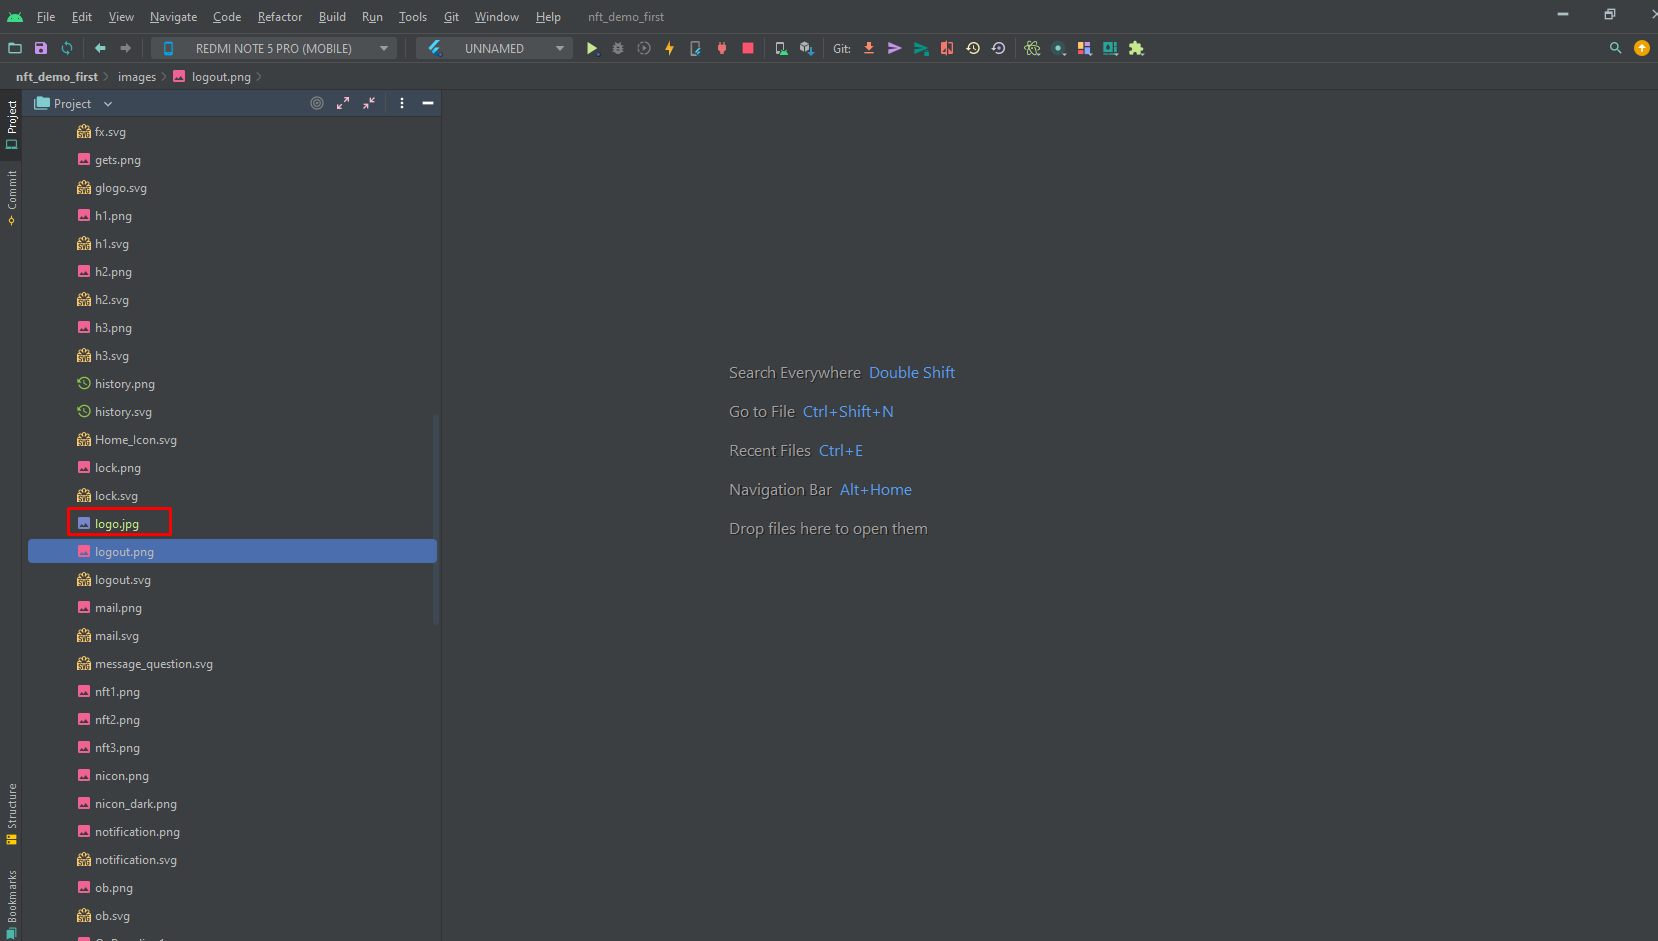 File Edit View Navigate Code Refactor Build Run Tools Git Window Help nft_demo_first
REDMI NOTE 5 PRO (MOBILE) UNNAMED Git:
nft_demo_first images logout.png
Project
Project
Commit
Structure
Bookmarks
fx.svg
gets.png
glogo.svg
h1.png
h1.svg
h2.png
h2.svg
h3.png
h3.svg
history.png
history.svg
Home_Icon.svg
lock.png
lock.svg
logo.jpg
logout.png
logout.svg
mail.png
mail.svg
message_question.svg
nft1.png
nft2.png
nft3.png
nicon.png
nicon_dark.png
notification.png
notification.svg
ob.png
ob.svg
Search Everywhere Double Shift
Go to File Ctrl+Shift+N
Recent Files Ctrl+E
Navigation Bar Alt+Home
Drop files here to open them